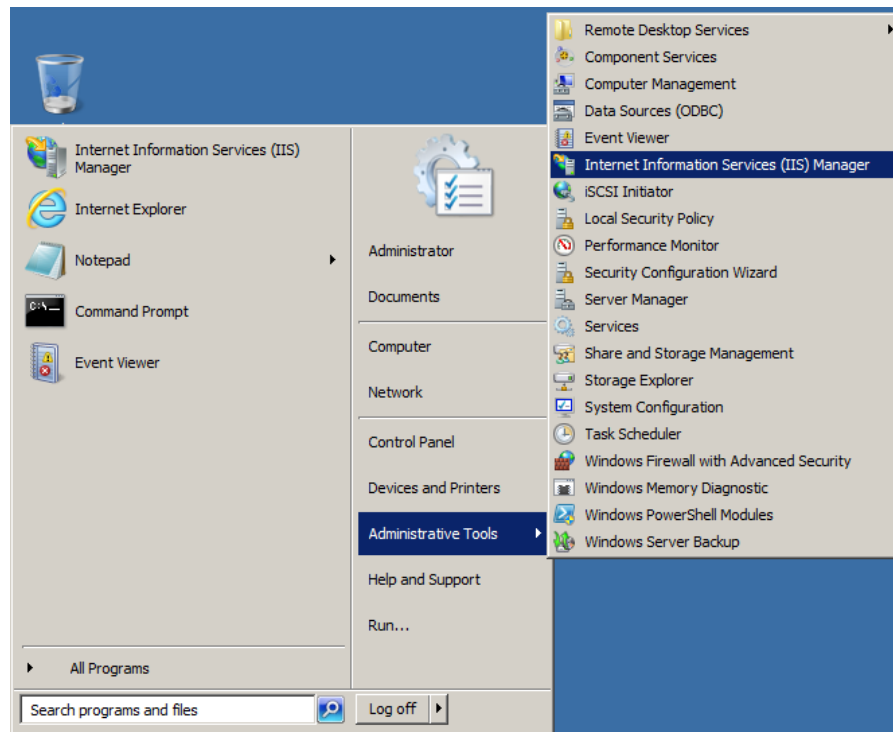 Internet Information Services (IIS)
Manager
Internet Explorer
Notepad
C:\
Command Prompt
Event Viewer
All Programs
Search programs and files
Administrator
Documents
Computer
Network
Control Panel
Devices and Printers
Administrative Tools
Help and Support
Run...
Log off
Remote Desktop Services
Component Services
Computer Management
Data Sources (ODBC)
Event Viewer
Internet Information Services (IIS) Manager
iSCSI Initiator
Local Security Policy
Performance Monitor
Security Configuration Wizard
Server Manager
Services
Share and Storage Management
Storage Explorer
System Configuration
Task Scheduler
Windows Firewall with Advanced Security
Windows Memory Diagnostic
Windows PowerShell Modules
Windows Server Backup